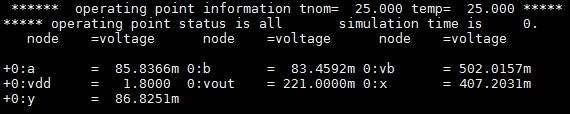 ****** operating point information tnom= 25.000 temp= 25.000 *****
***** operating point status is all simulation time is 0.
node =voltage node =voltage node =voltage
+0:a = 85.8366m 0:b = 83.4592m 0:vb = 502.0157m
+0:vdd = 1.8000 0:vout = 221.0000m 0:x = 407.2031m
+0:y = 86.8251m